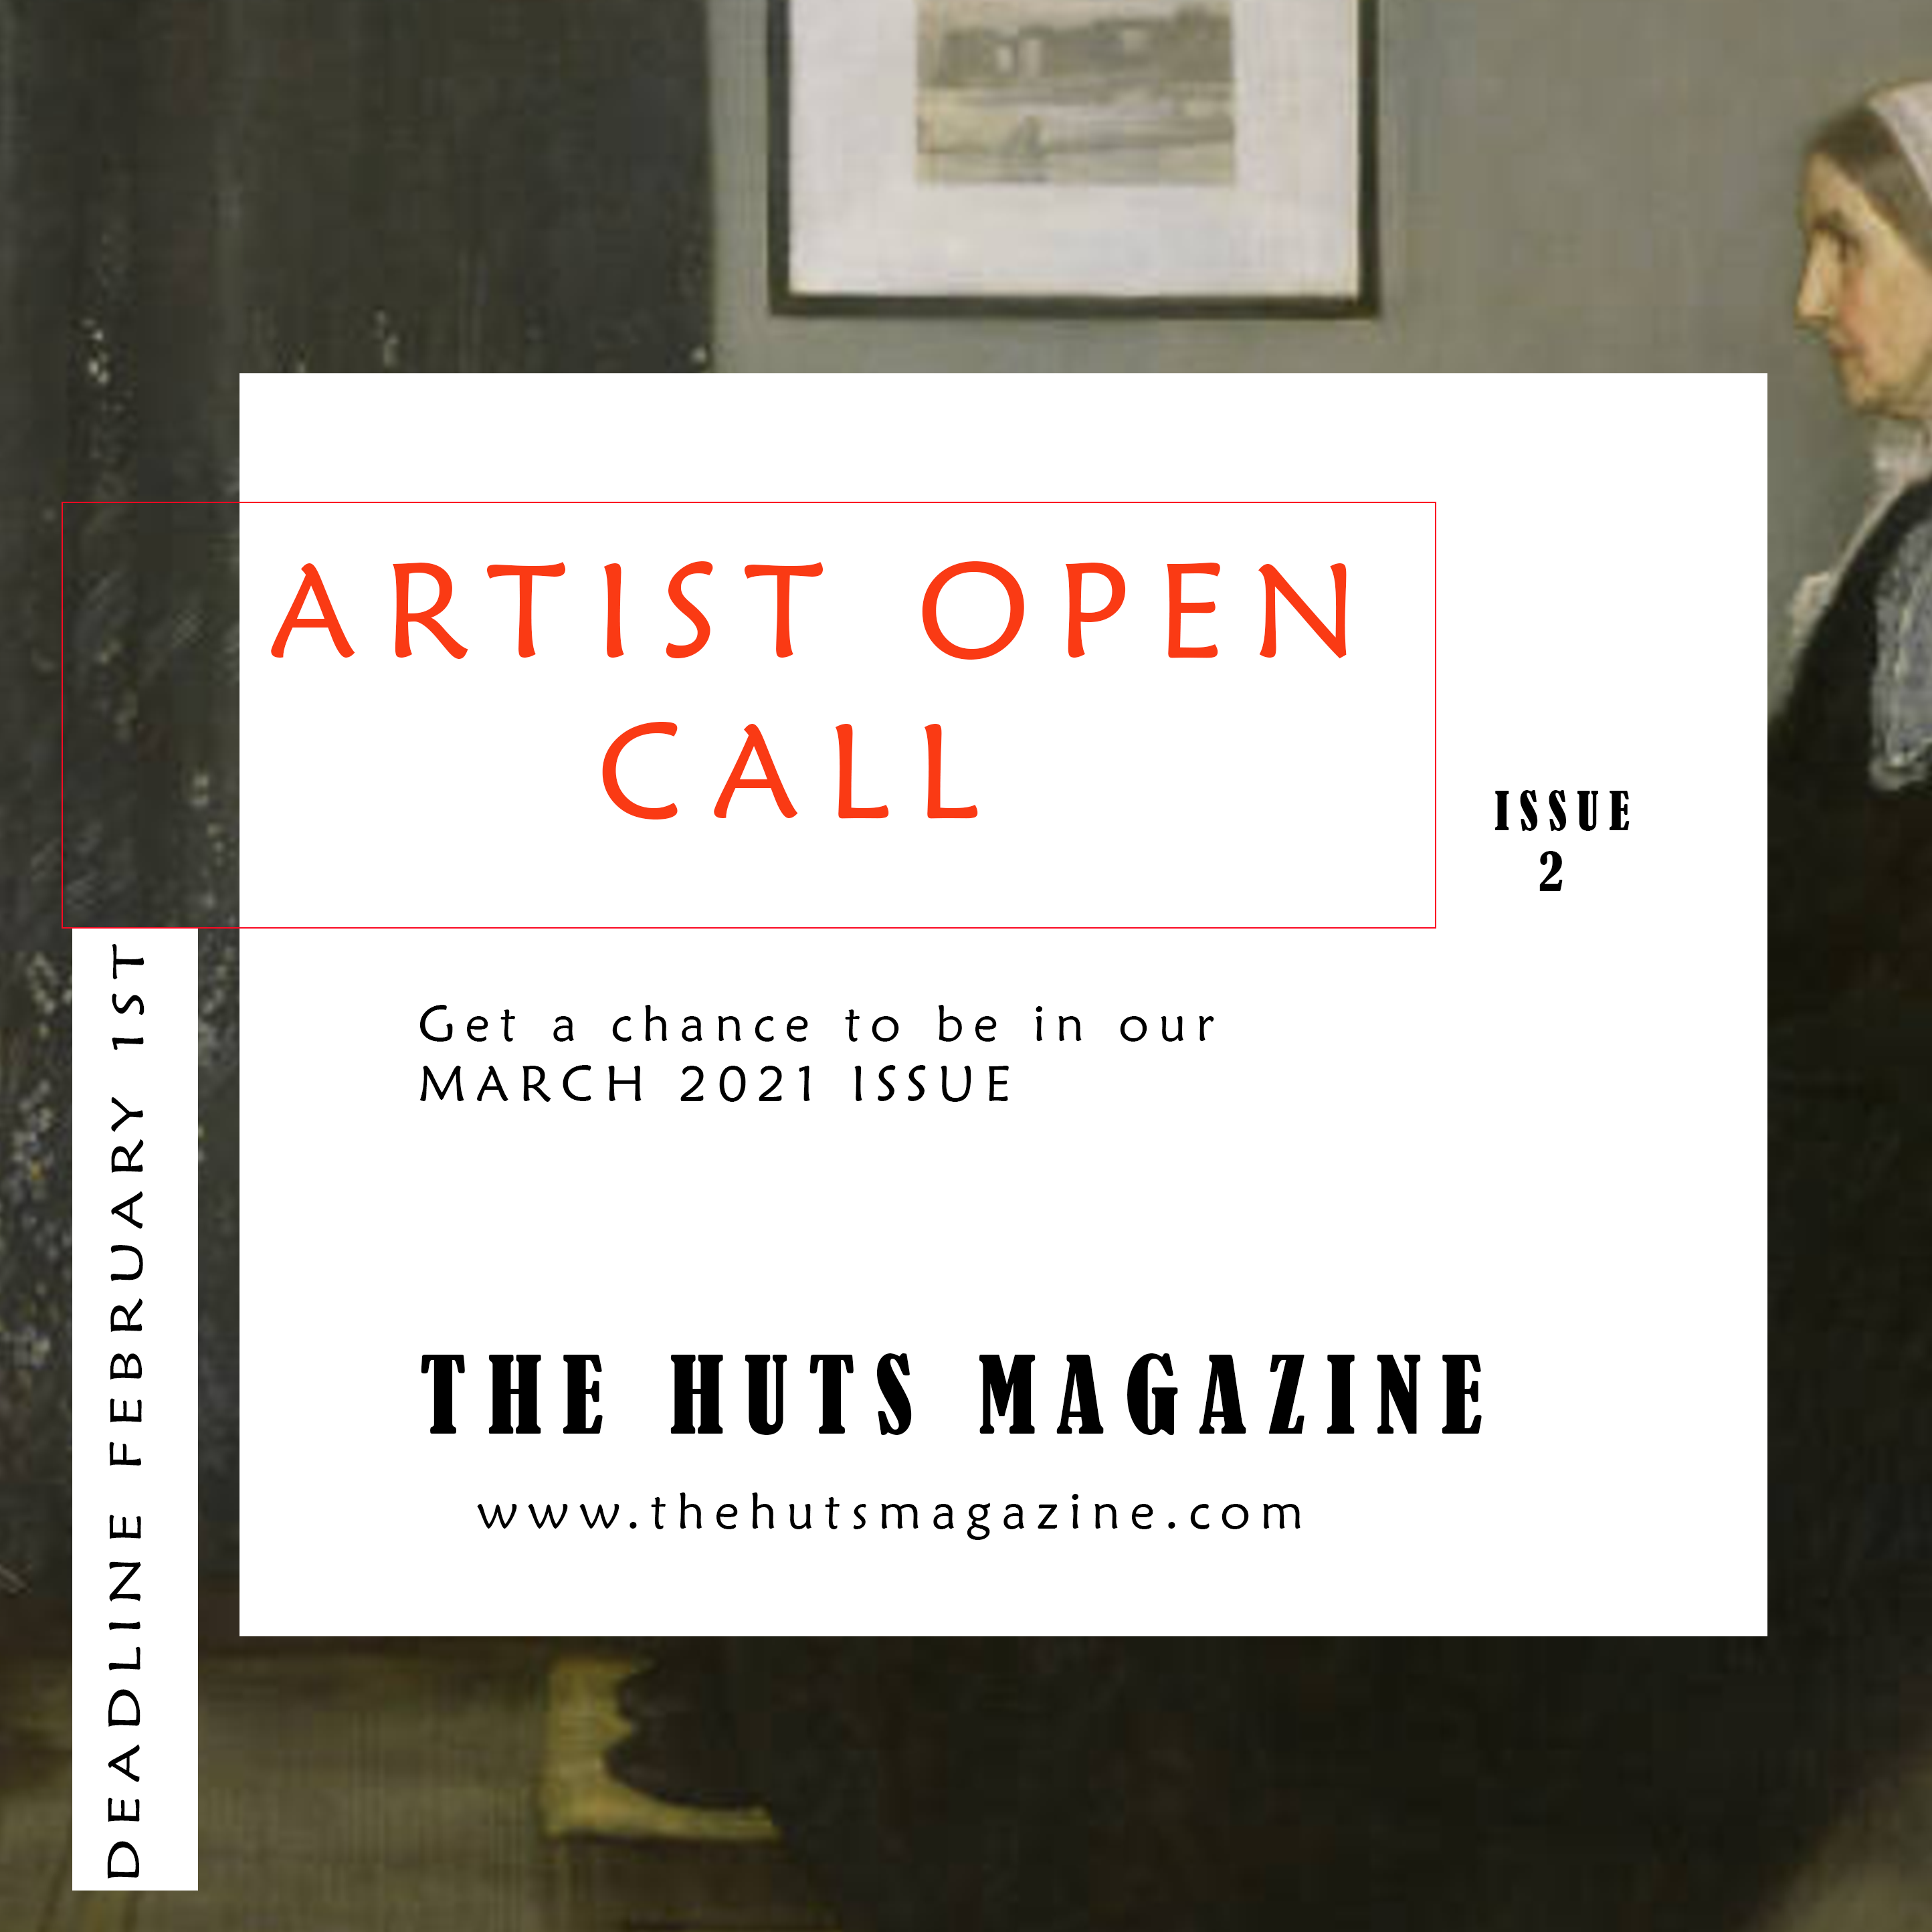 ARTIST OPEN
CALL
ISSUE
2
Get a chance to be in our
MARCH 2021 ISSUE
THE HUTS MAGAZINE
www.thehutsmagazine.com
DEADLINE FEBRUARY 1ST